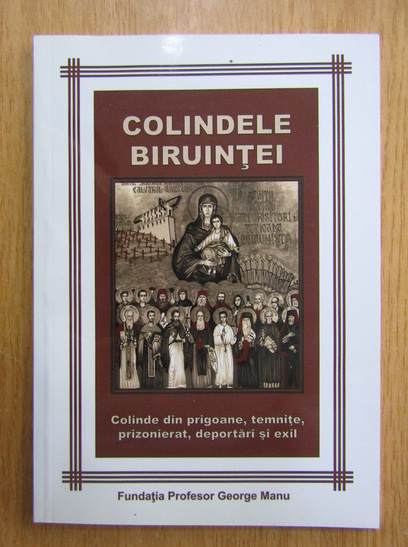 COLINDELE
BIRUINŢEI
Colinde din prigoane, temniţe,
prizonierat, deportări şi exil
Fundaţia Profesor George Manu